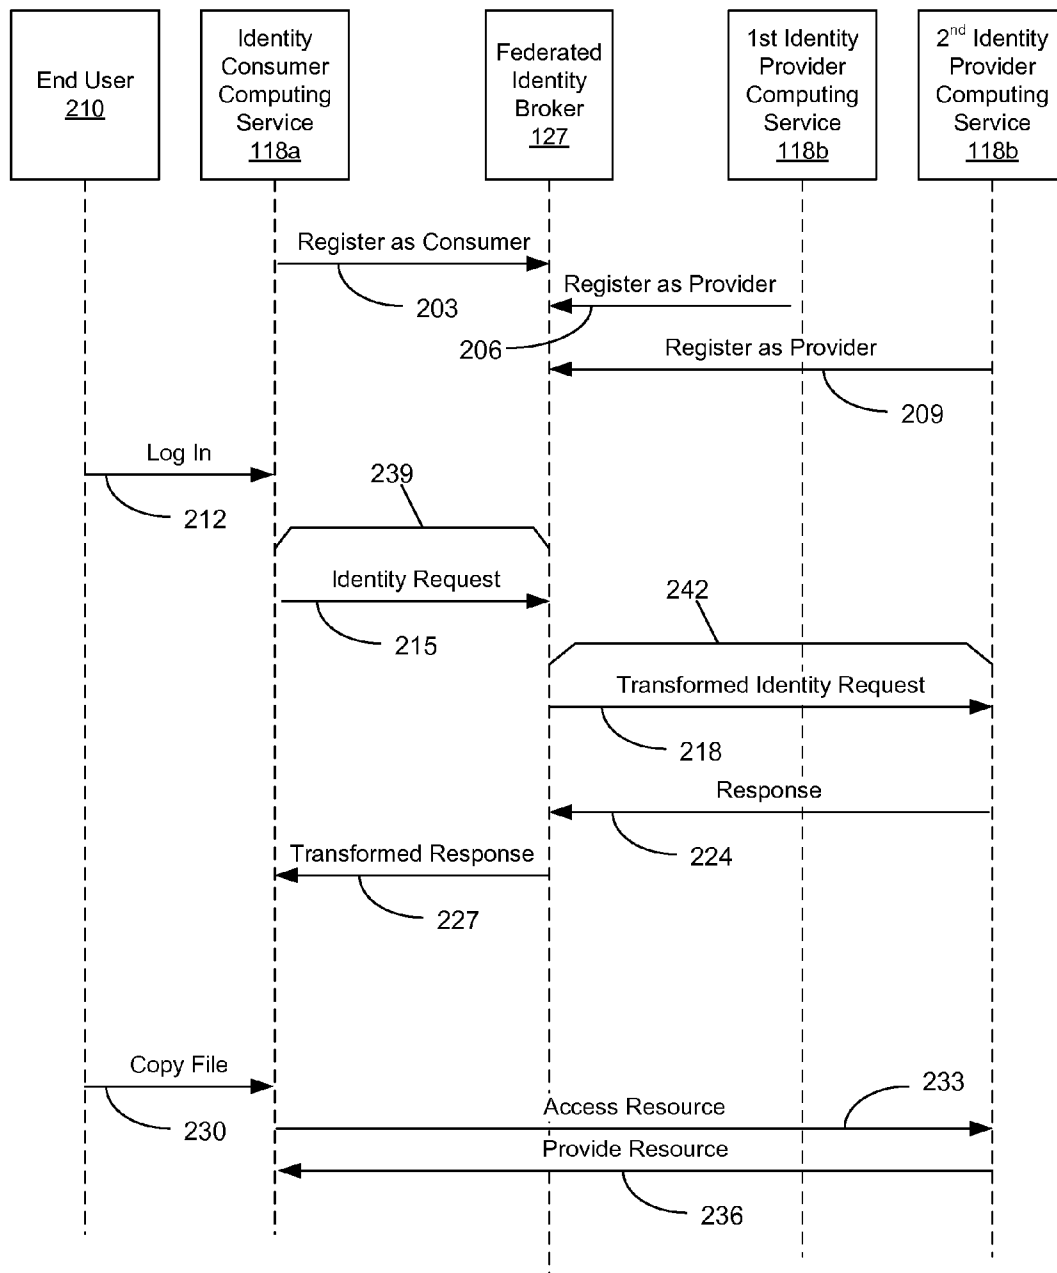 End User
210
Identity
Consumer
Computing
Service
118a
Federated
Identity
Broker
127
1st Identity
Provider
Computing
Service
118b
2nd Identity
Provider
Computing
Service
118b
Register as Consumer
203
Register as Provider
206
Register as Provider
209
Log In
212
239
Identity Request
215
242
Transformed Identity Request
218
Response
224
Transformed Response
227
Copy File
230
233
Access Resource
Provide Resource
236